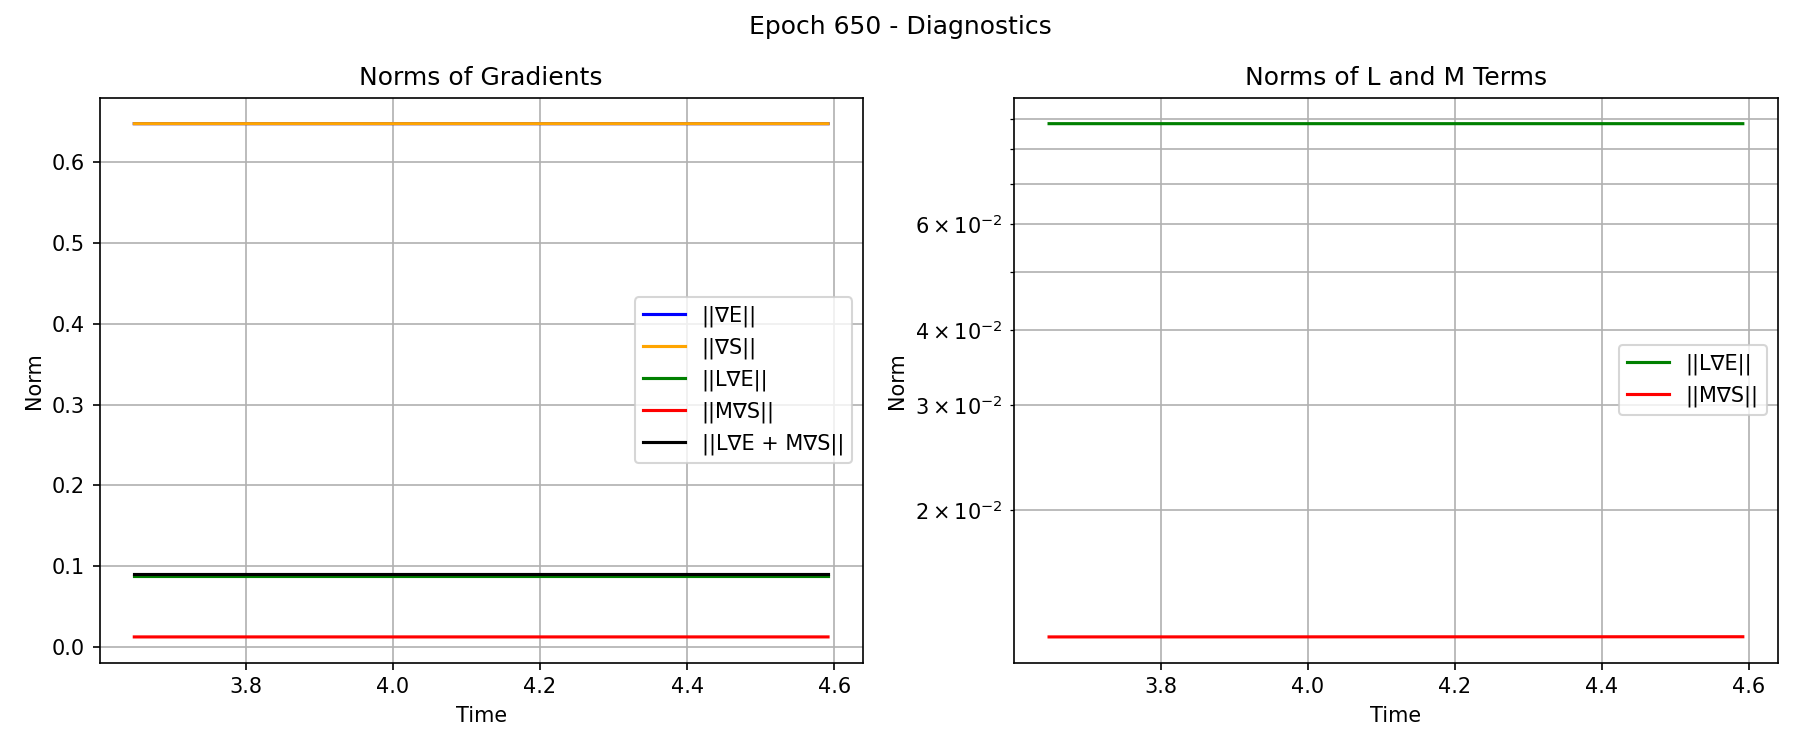 Epoch 650 - Diagnostics
Norms of Gradients
Norm
0.6
0.5
0.4
0.3
0.2
0.1
0.0
||∇E||
||∇S||
||L∇E||
||M∇S||
||L∇E + M∇S||
3.8
4.0
4.2
4.4
4.6
Time
Norms of L and M Terms
Norm
6 × 10⁻²
4 × 10⁻²
3 × 10⁻²
2 × 10⁻²
||L∇E||
||M∇S||
3.8
4.0
4.2
4.4
4.6
Time